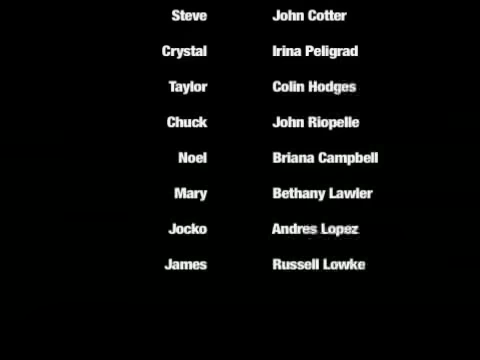 Steve John Cotter
Crystal Irina Peligrad
Taylor Colin Hodges
Chuck John Riopelle
Noel Briana Campbell
Mary Bethany Lawler
Jocko Andres Lopez
James Russell Lowke